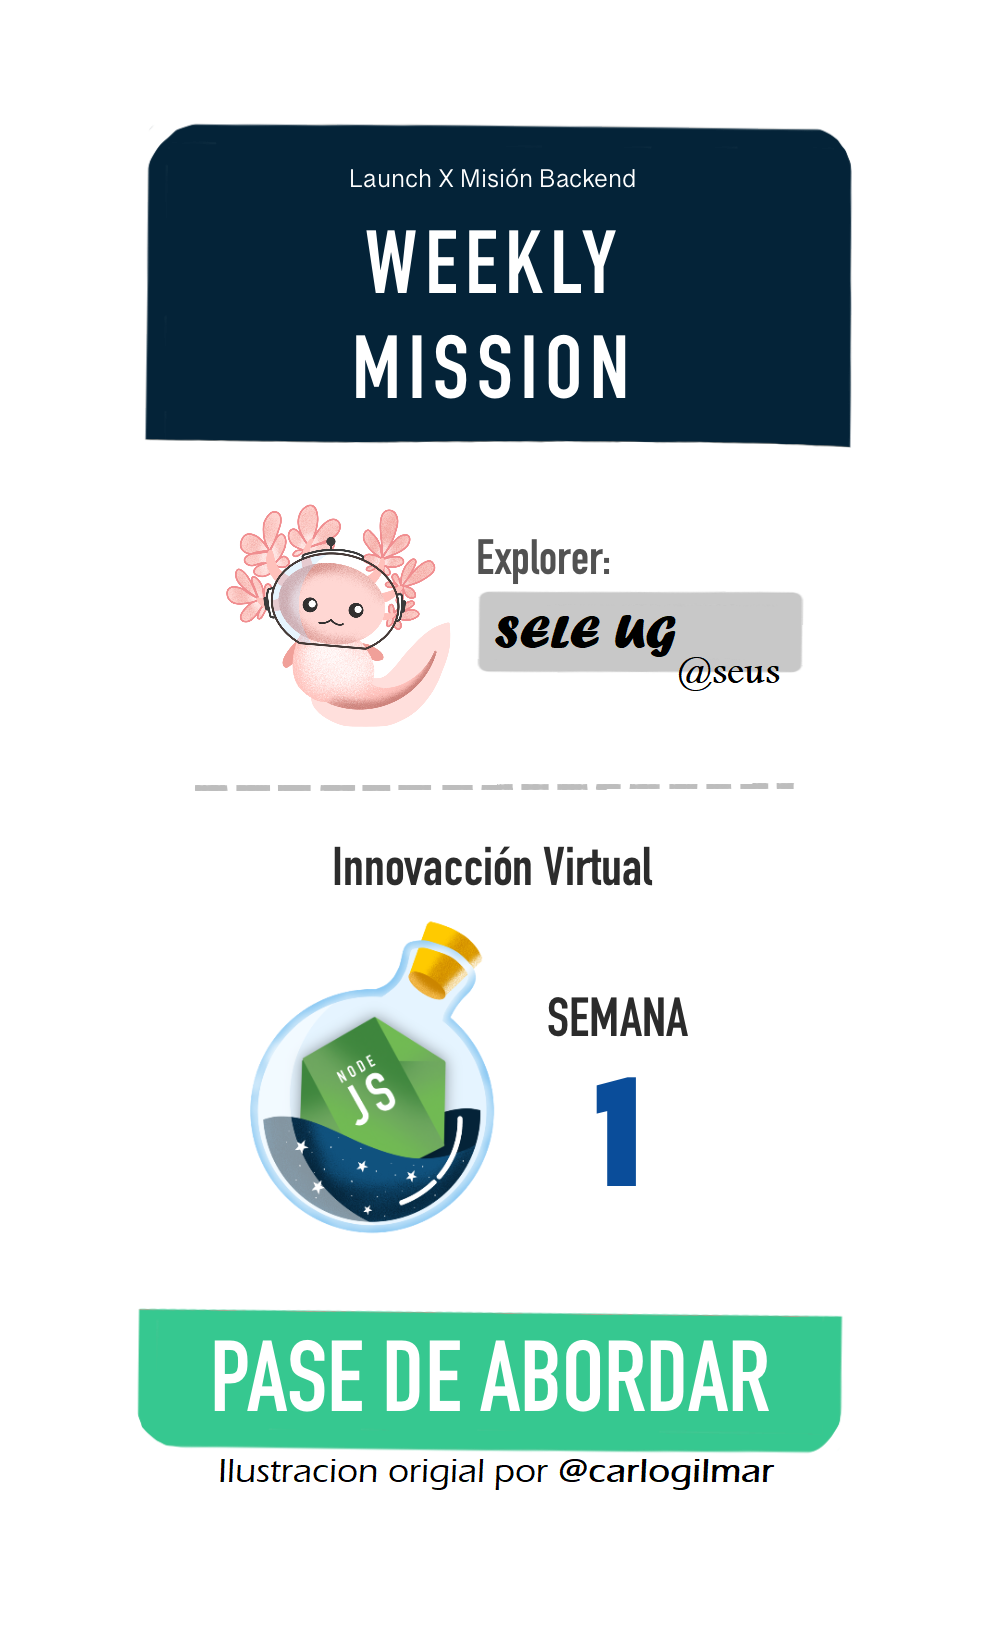 Launch X Misión Backend
WEEKLY
MISSION
Explorer:
SELE UG
@seus
Innovacción Virtual
NODE
JS
SEMANA
1
PASE DE ABORDAR
Ilustracion origial por @carlogilmar